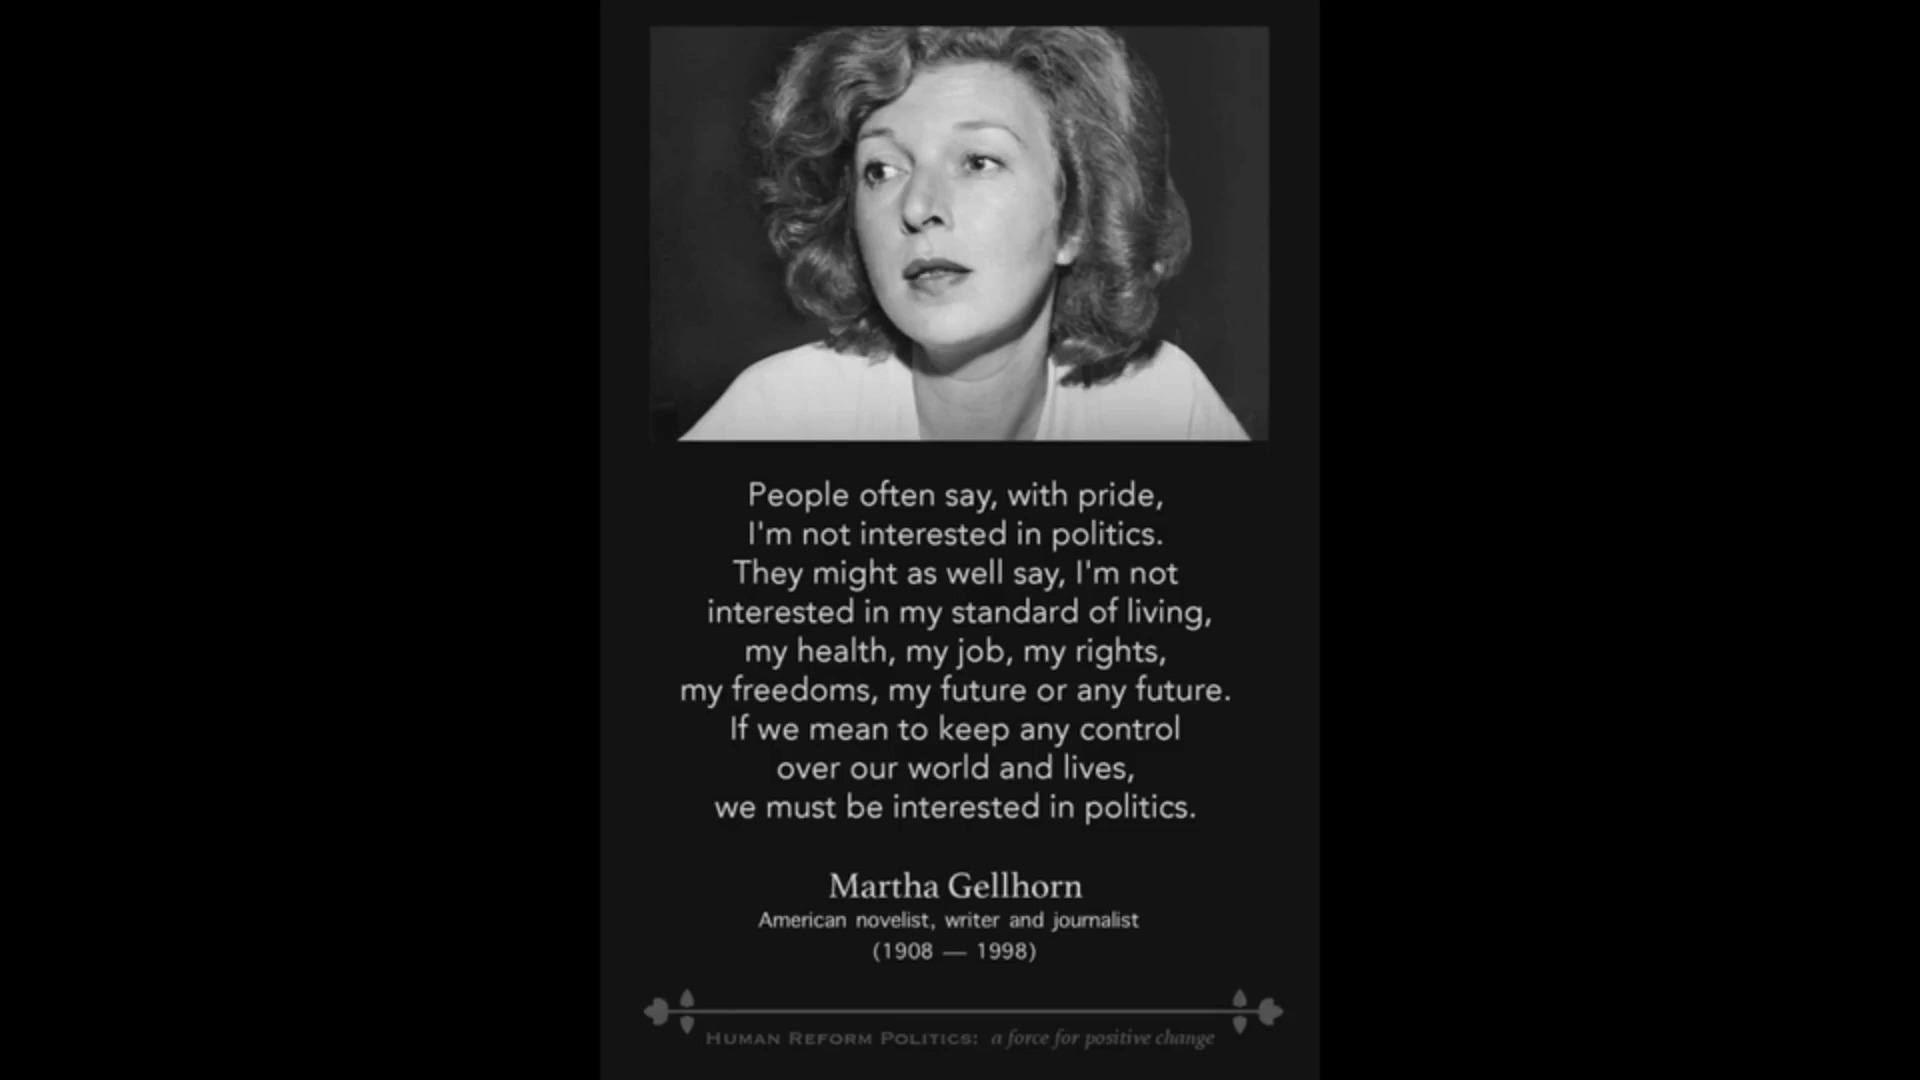 People often say, with pride,
I'm not interested in politics.
They might as well say, I'm not
interested in my standard of living,
my health, my job, my rights,
my freedoms, my future or any future.
If we mean to keep any control
over our world and lives,
we must be interested in politics.
Martha Gellhorn
American novelist, writer and journalist
(1908 — 1998)
HUMAN REFORM POLITICS: a force for positive change